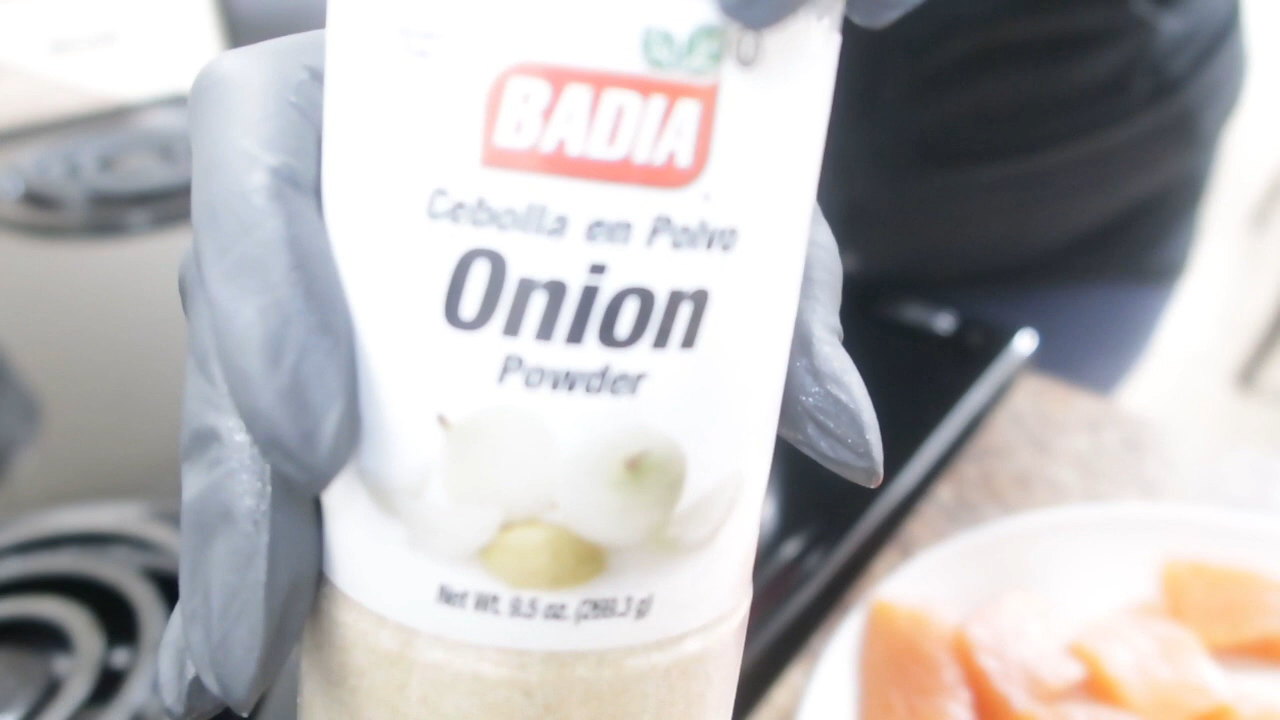 BADIA
Cebolla en Polvo
Onion
Powder
Net Wt. 9.5 oz. (269.3 g)